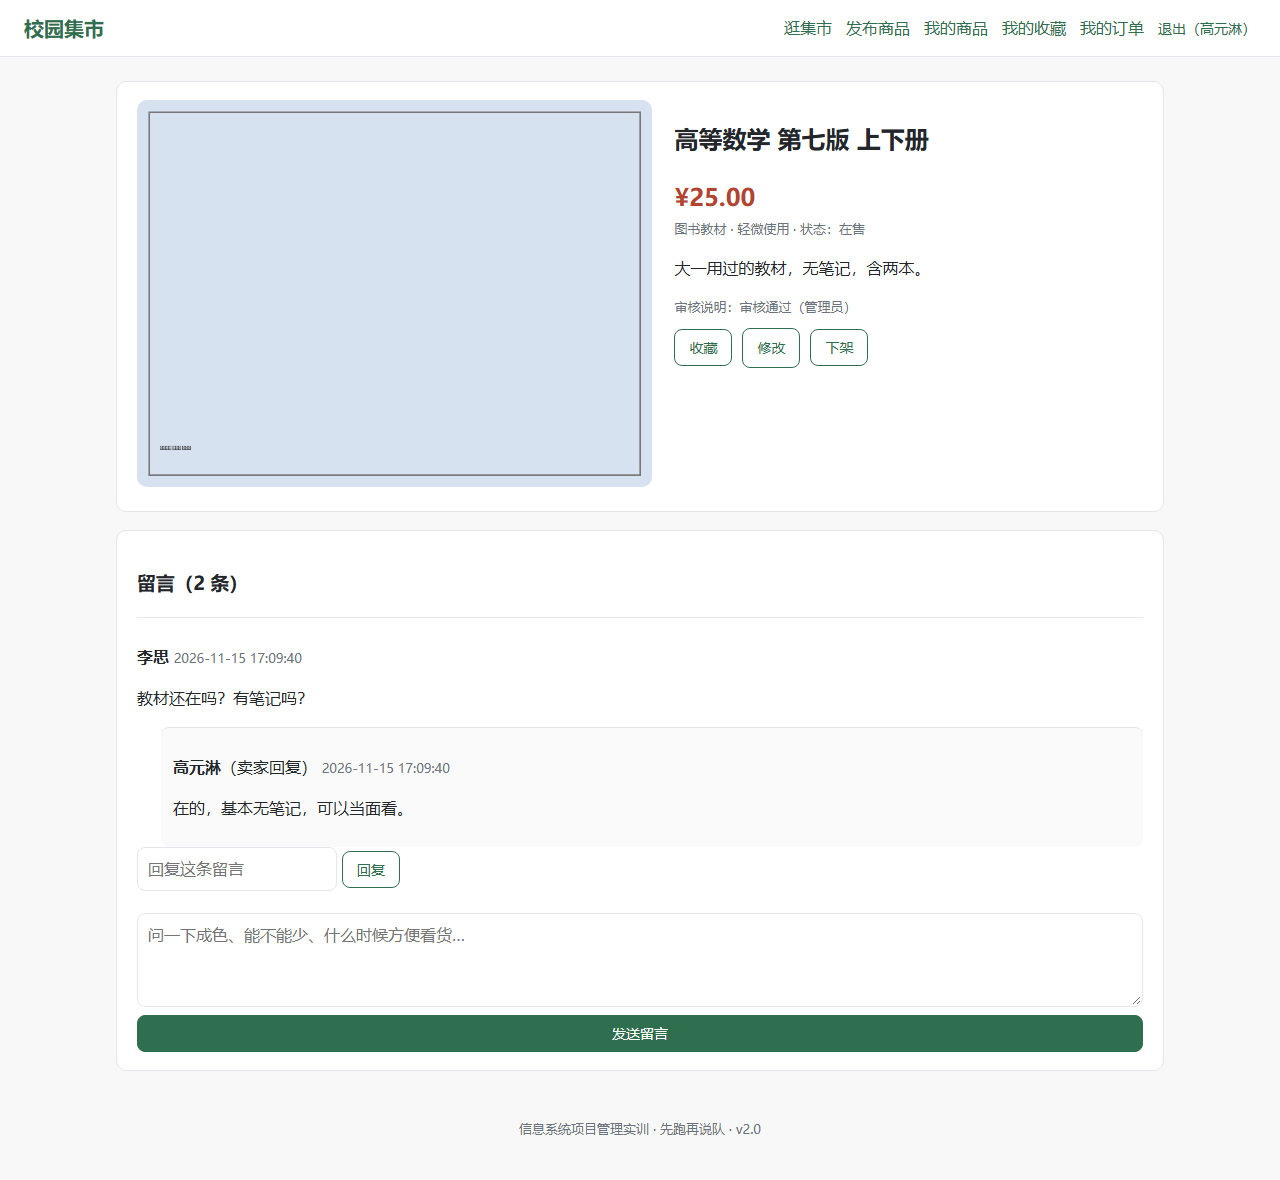 校园集市
逛集市 发布商品 我的商品 我的收藏 我的订单 退出（高元淋）
高等数学 第七版 上下册
¥25.00
图书教材 · 轻微使用 · 状态：在售
大一用过的教材，无笔记，含两本。
审核说明：审核通过（管理员）
收藏 修改 下架
留言（2 条）
李思 2026-11-15 17:09:40
教材还在吗？有笔记吗？
高元淋（卖家回复） 2026-11-15 17:09:40
在的，基本无笔记，可以当面看。
回复这条留言 回复
问一下成色、能不能少、什么时候方便看货...
发送留言
信息系统项目管理实训 · 先跑再说队 · v2.0